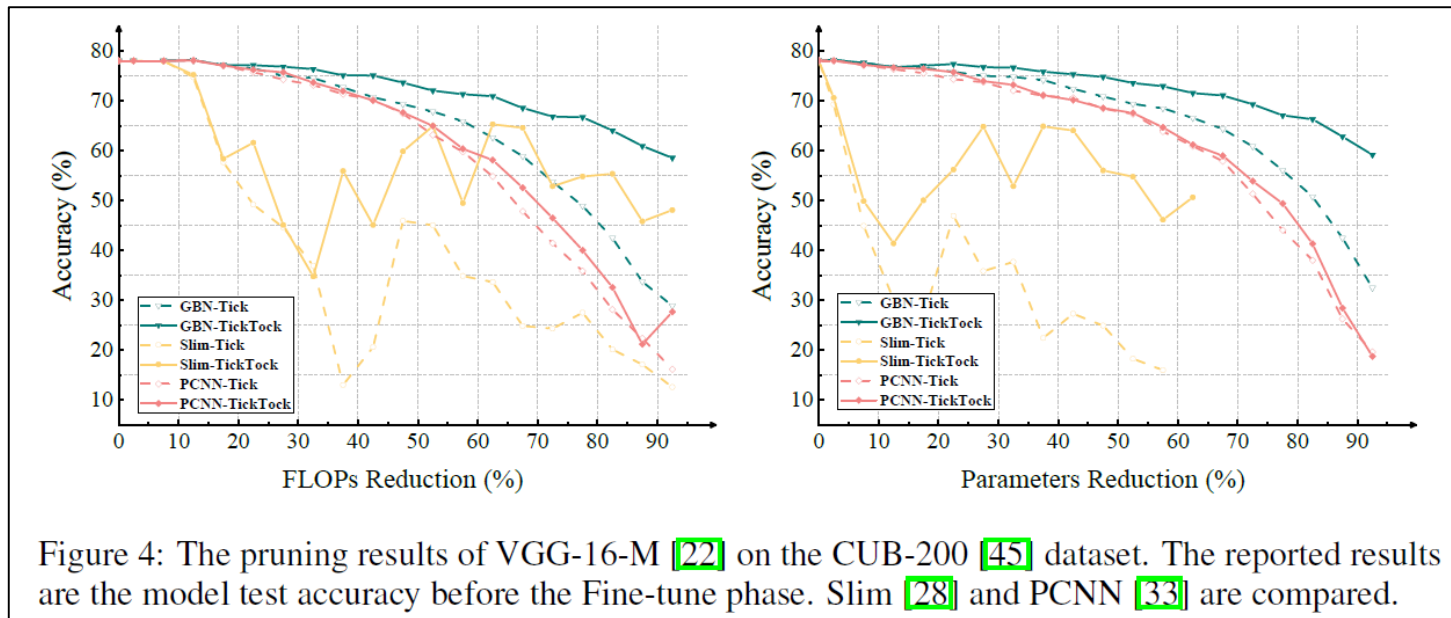 80
70
60
50
40
30
20
10
Accuracy (%)
GBN-Tick
GBN-TickTock
Slim-Tick
Slim-TickTock
PCNN-Tick
PCNN-TickTock
0 10 20 30 40 50 60 70 80 90
FLOPs Reduction (%)
80
70
60
50
40
30
20
10
Accuracy (%)
GBN-Tick
GBN-TickTock
Slim-Tick
Slim-TickTock
PCNN-Tick
PCNN-TickTock
0 10 20 30 40 50 60 70 80 90
Parameters Reduction (%)
Figure 4: The pruning results of VGG-16-M [22] on the CUB-200 [45] dataset. The reported results
are the model test accuracy before the Fine-tune phase. Slim [28] and PCNN [33] are compared.